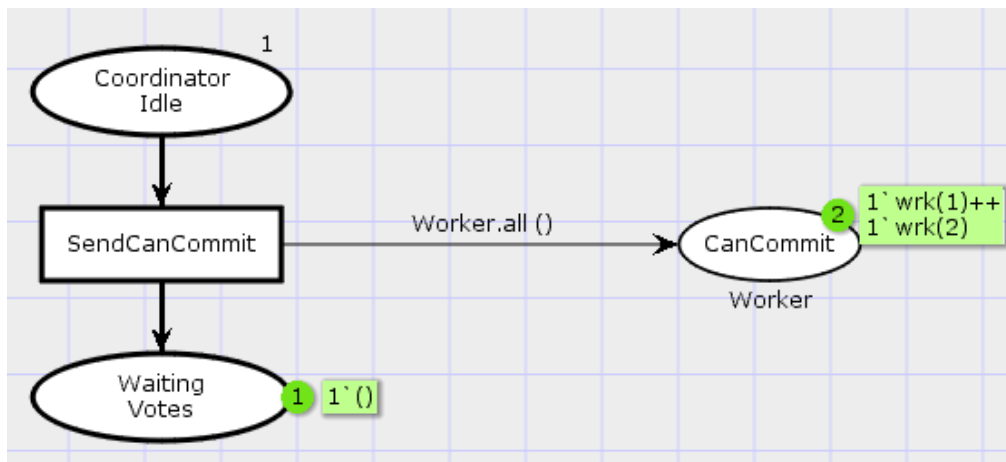 1
Coordinator
Idle
SendCanCommit
Worker.all ()
CanCommit
2
1`wrk(1)++
1`wrk(2)
Worker
Waiting
Votes
1
1`()